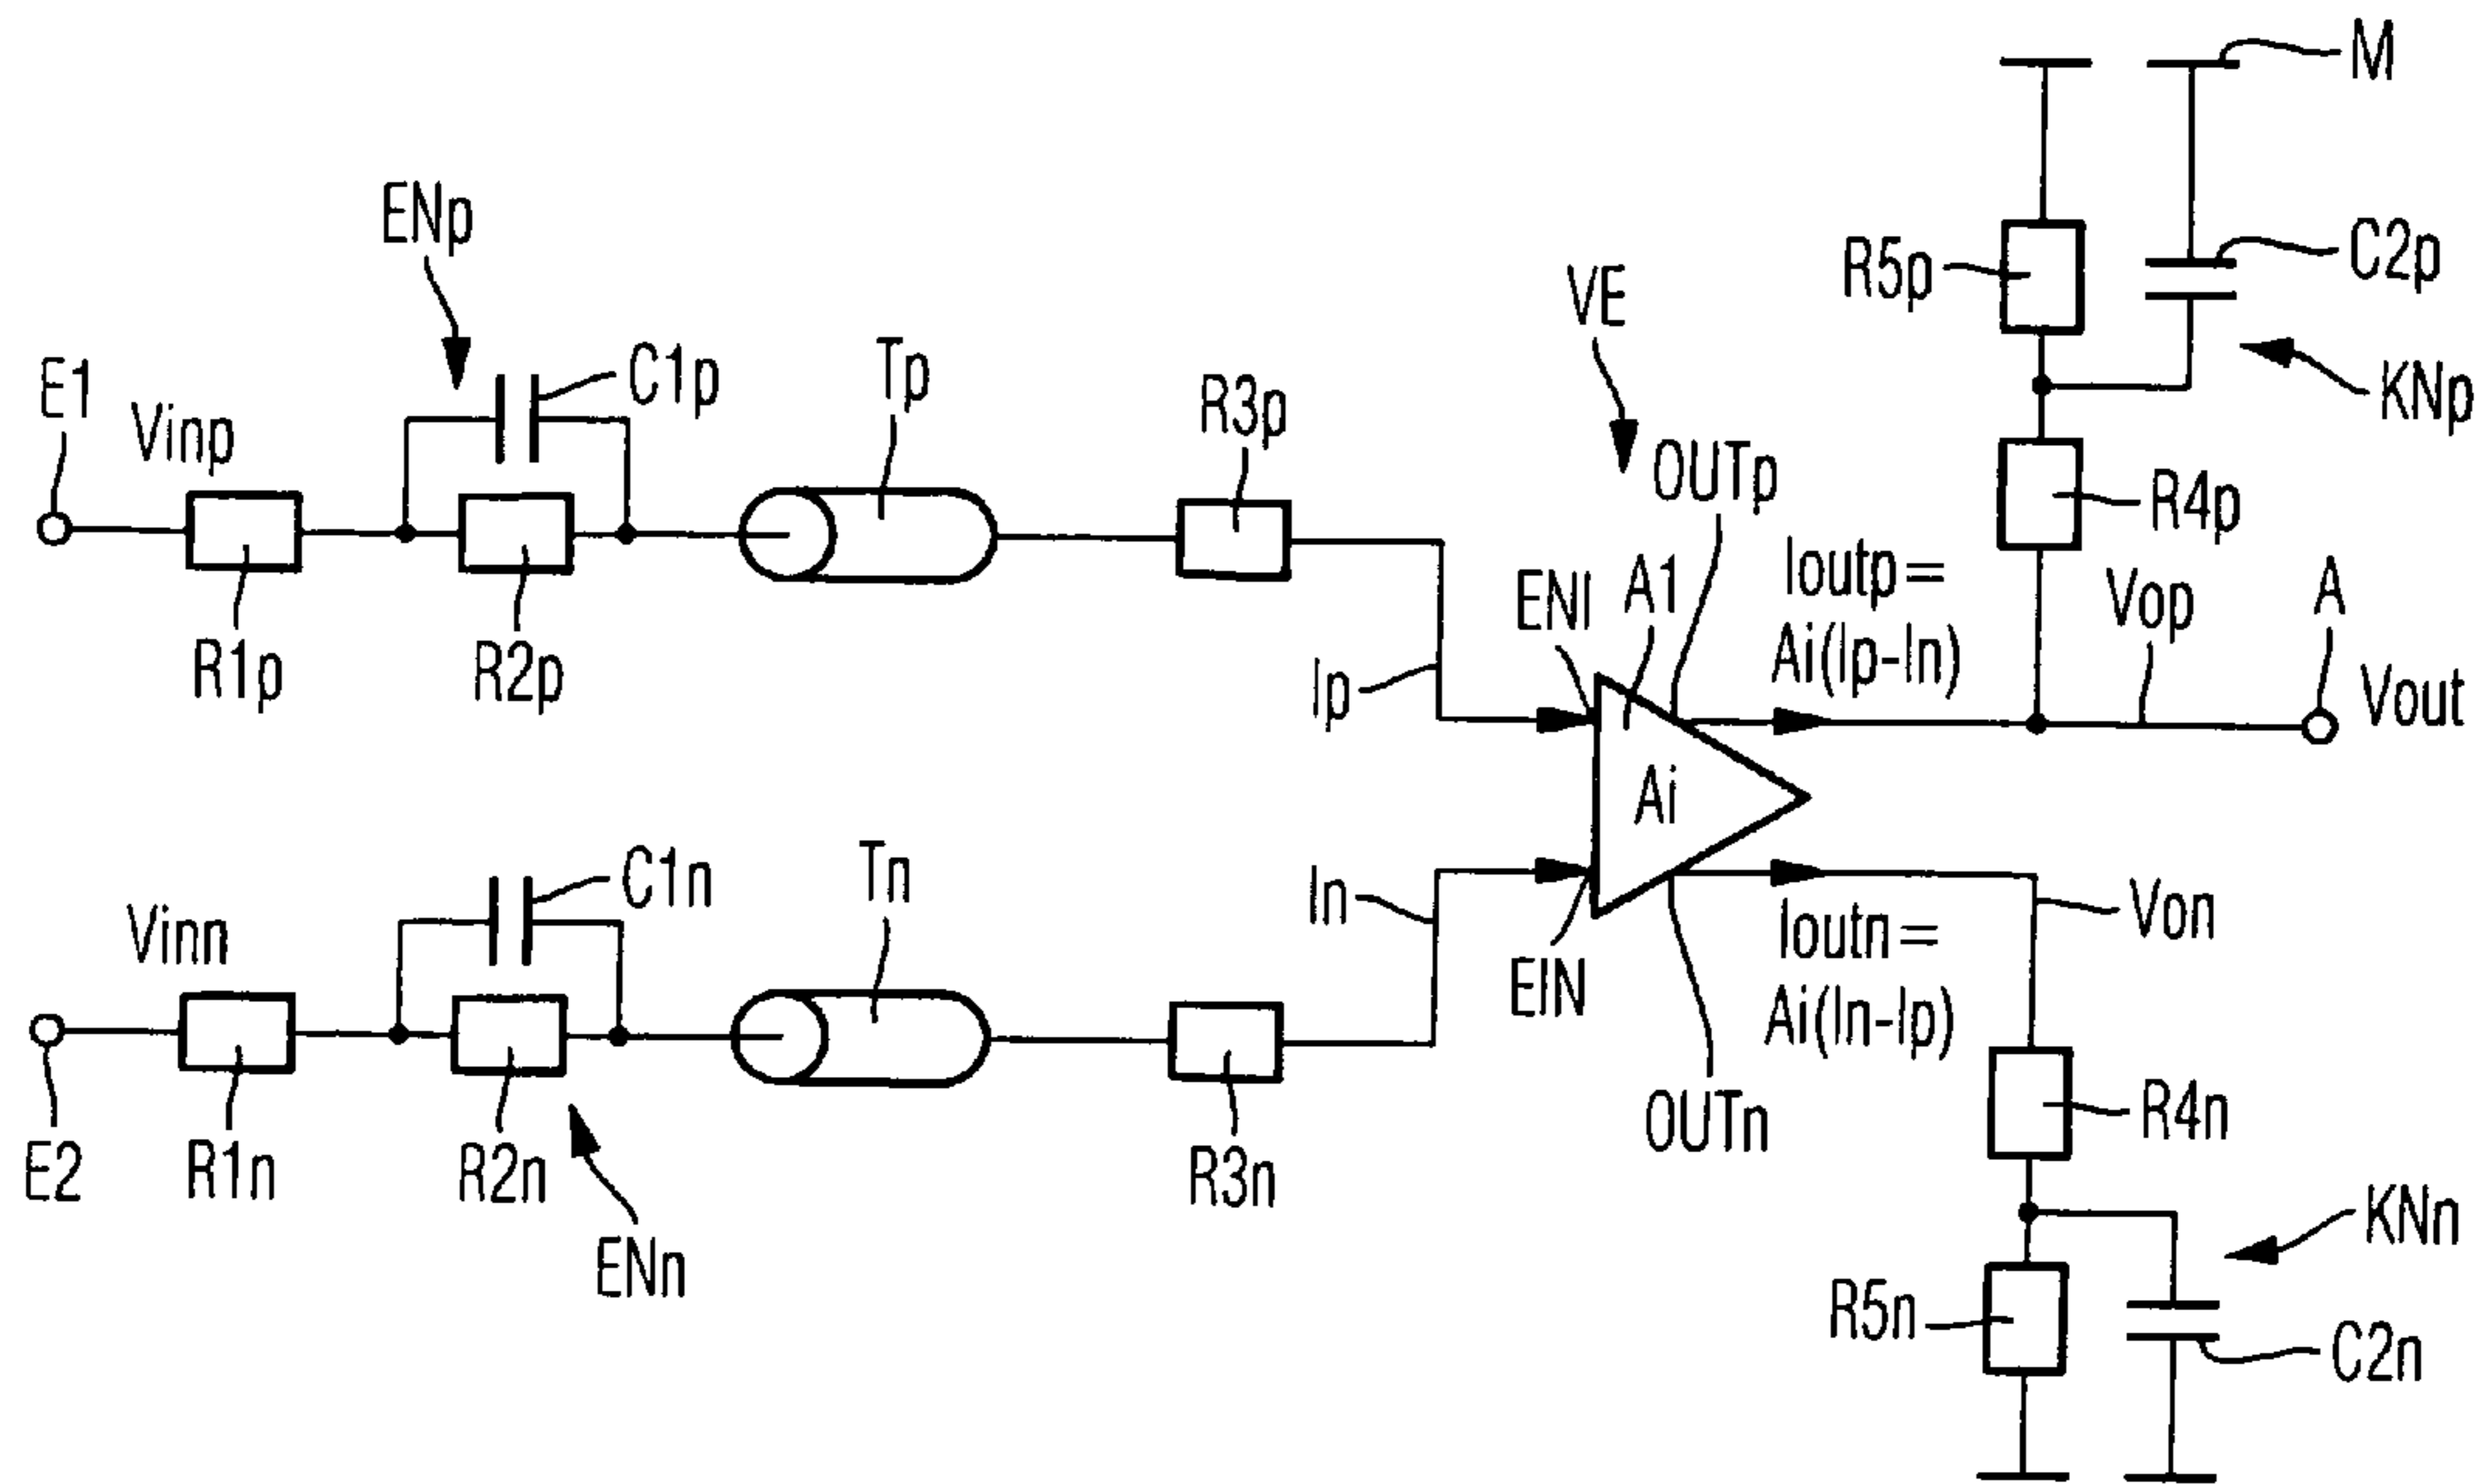 M
ENp
R5p
C2p
VE
E1
Vinp
C1p
Tp
R3p
KNp
OUTp
R4p
R1p
R2p
Ip
ENI
A1
Ioutp=
Ai(Ip-In)
Vop
A
Vout
Ai
Vinn
C1n
Tn
In
EIN
Ioutn=
Ai(In-Ip)
Von
E2
R1n
R2n
R3n
OUTn
R4n
ENn
KNn
R5n
C2n